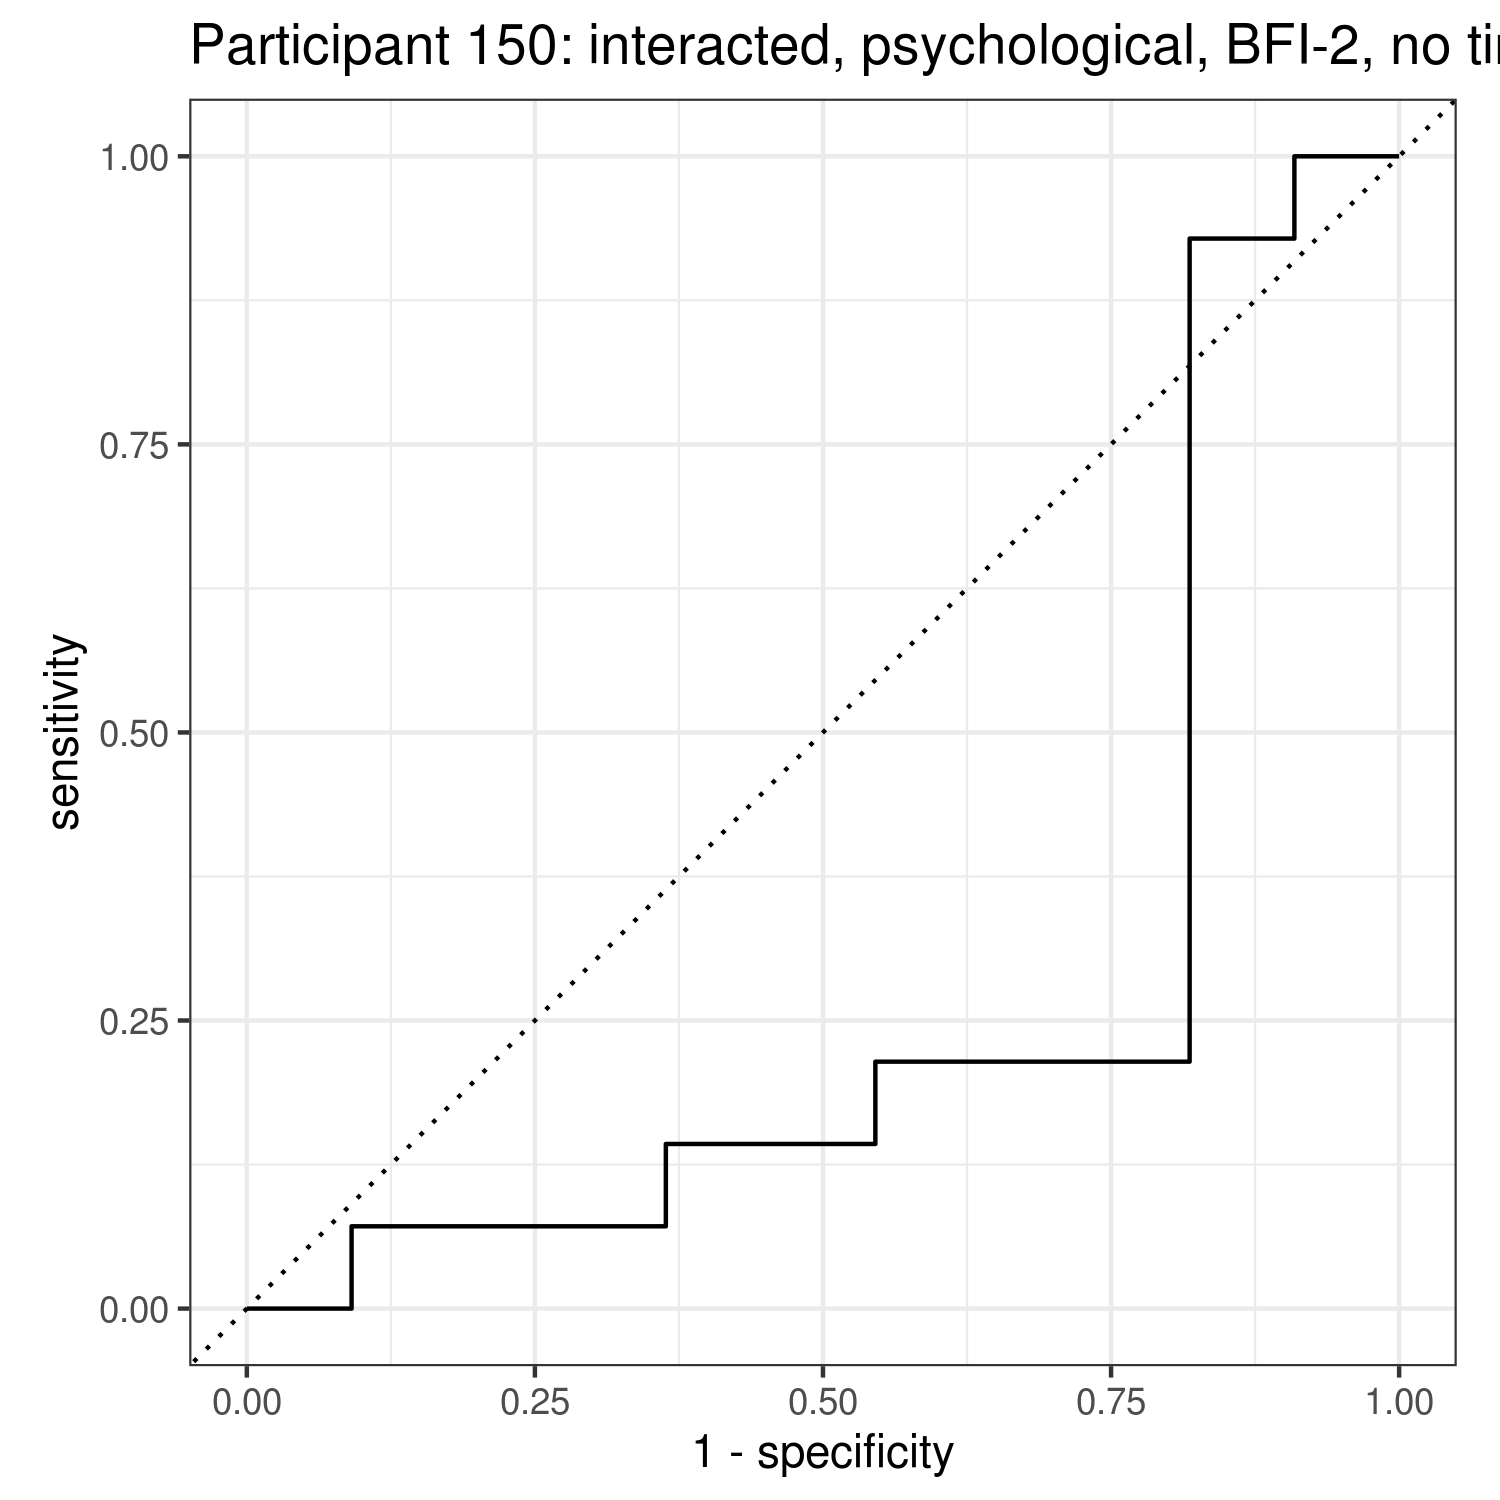 Participant 150: interacted, psychological, BFI-2, no
1.00
0.75
0.50
0.25
0.00
sensitivity
0.00 0.25 0.50 0.75 1.00
1 - specificity